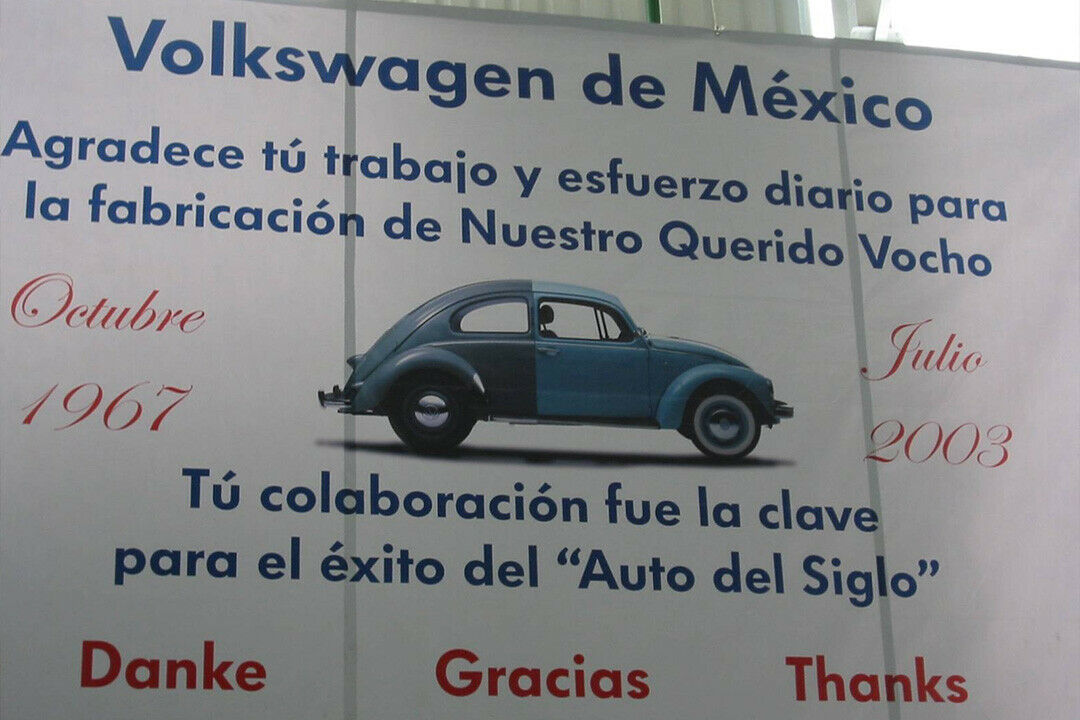 Volkswagen de México
Agradece tú trabajo y esfuerzo diario para
la fabricación de Nuestro Querido Vocho
Octubre
1967
Julio
2003
Tú colaboración fue la clave
para el éxito del “Auto del Siglo”
Danke Gracias Thanks